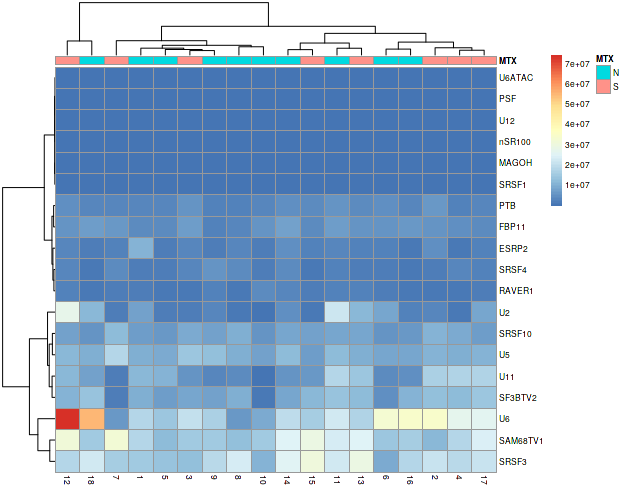 MTX
U6ATAC
PSF
U12
nSR100
MAGOH
SRSF1
PTB
FBP11
ESRP2
SRSF4
RAVER1
U2
SRSF10
U5
U11
SF3BTV2
U6
SAM68TV1
SRSF3
12 18 7 1 5 3 9 8 10 14 15 11 13 6 16 2 4 17
7e+07
6e+07
5e+07
4e+07
3e+07
2e+07
1e+07
MTX
N
S